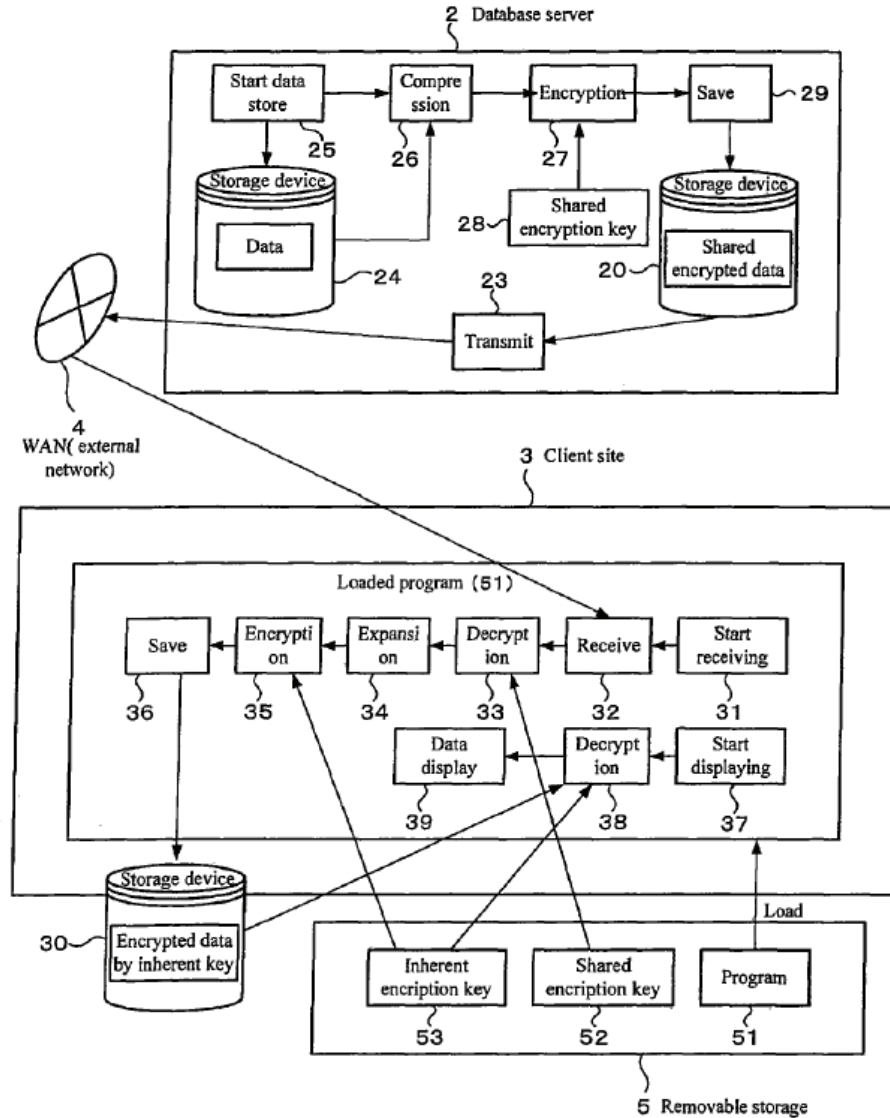 2 Database server
Start data
store
Compre
ssion
Encryption
Save
29
25
26
27
Storage device
Storage device
Shared
encryption key
28
Data
Shared
encrypted data
20
24
23
Transmit
4
WAN( external
network)
3 Client site
Loaded program (51)
Save
Encrypti
on
Expansi
on
Decrypt
ion
Receive
Start
receiving
36
35
34
33
32
31
Data
display
Decrypt
ion
Start
displaying
39
38
37
Storage device
Load
30
Encrypted data
by inherent key
Inherent
encription key
Shared
encription key
Program
53
52
51
5 Removable storage